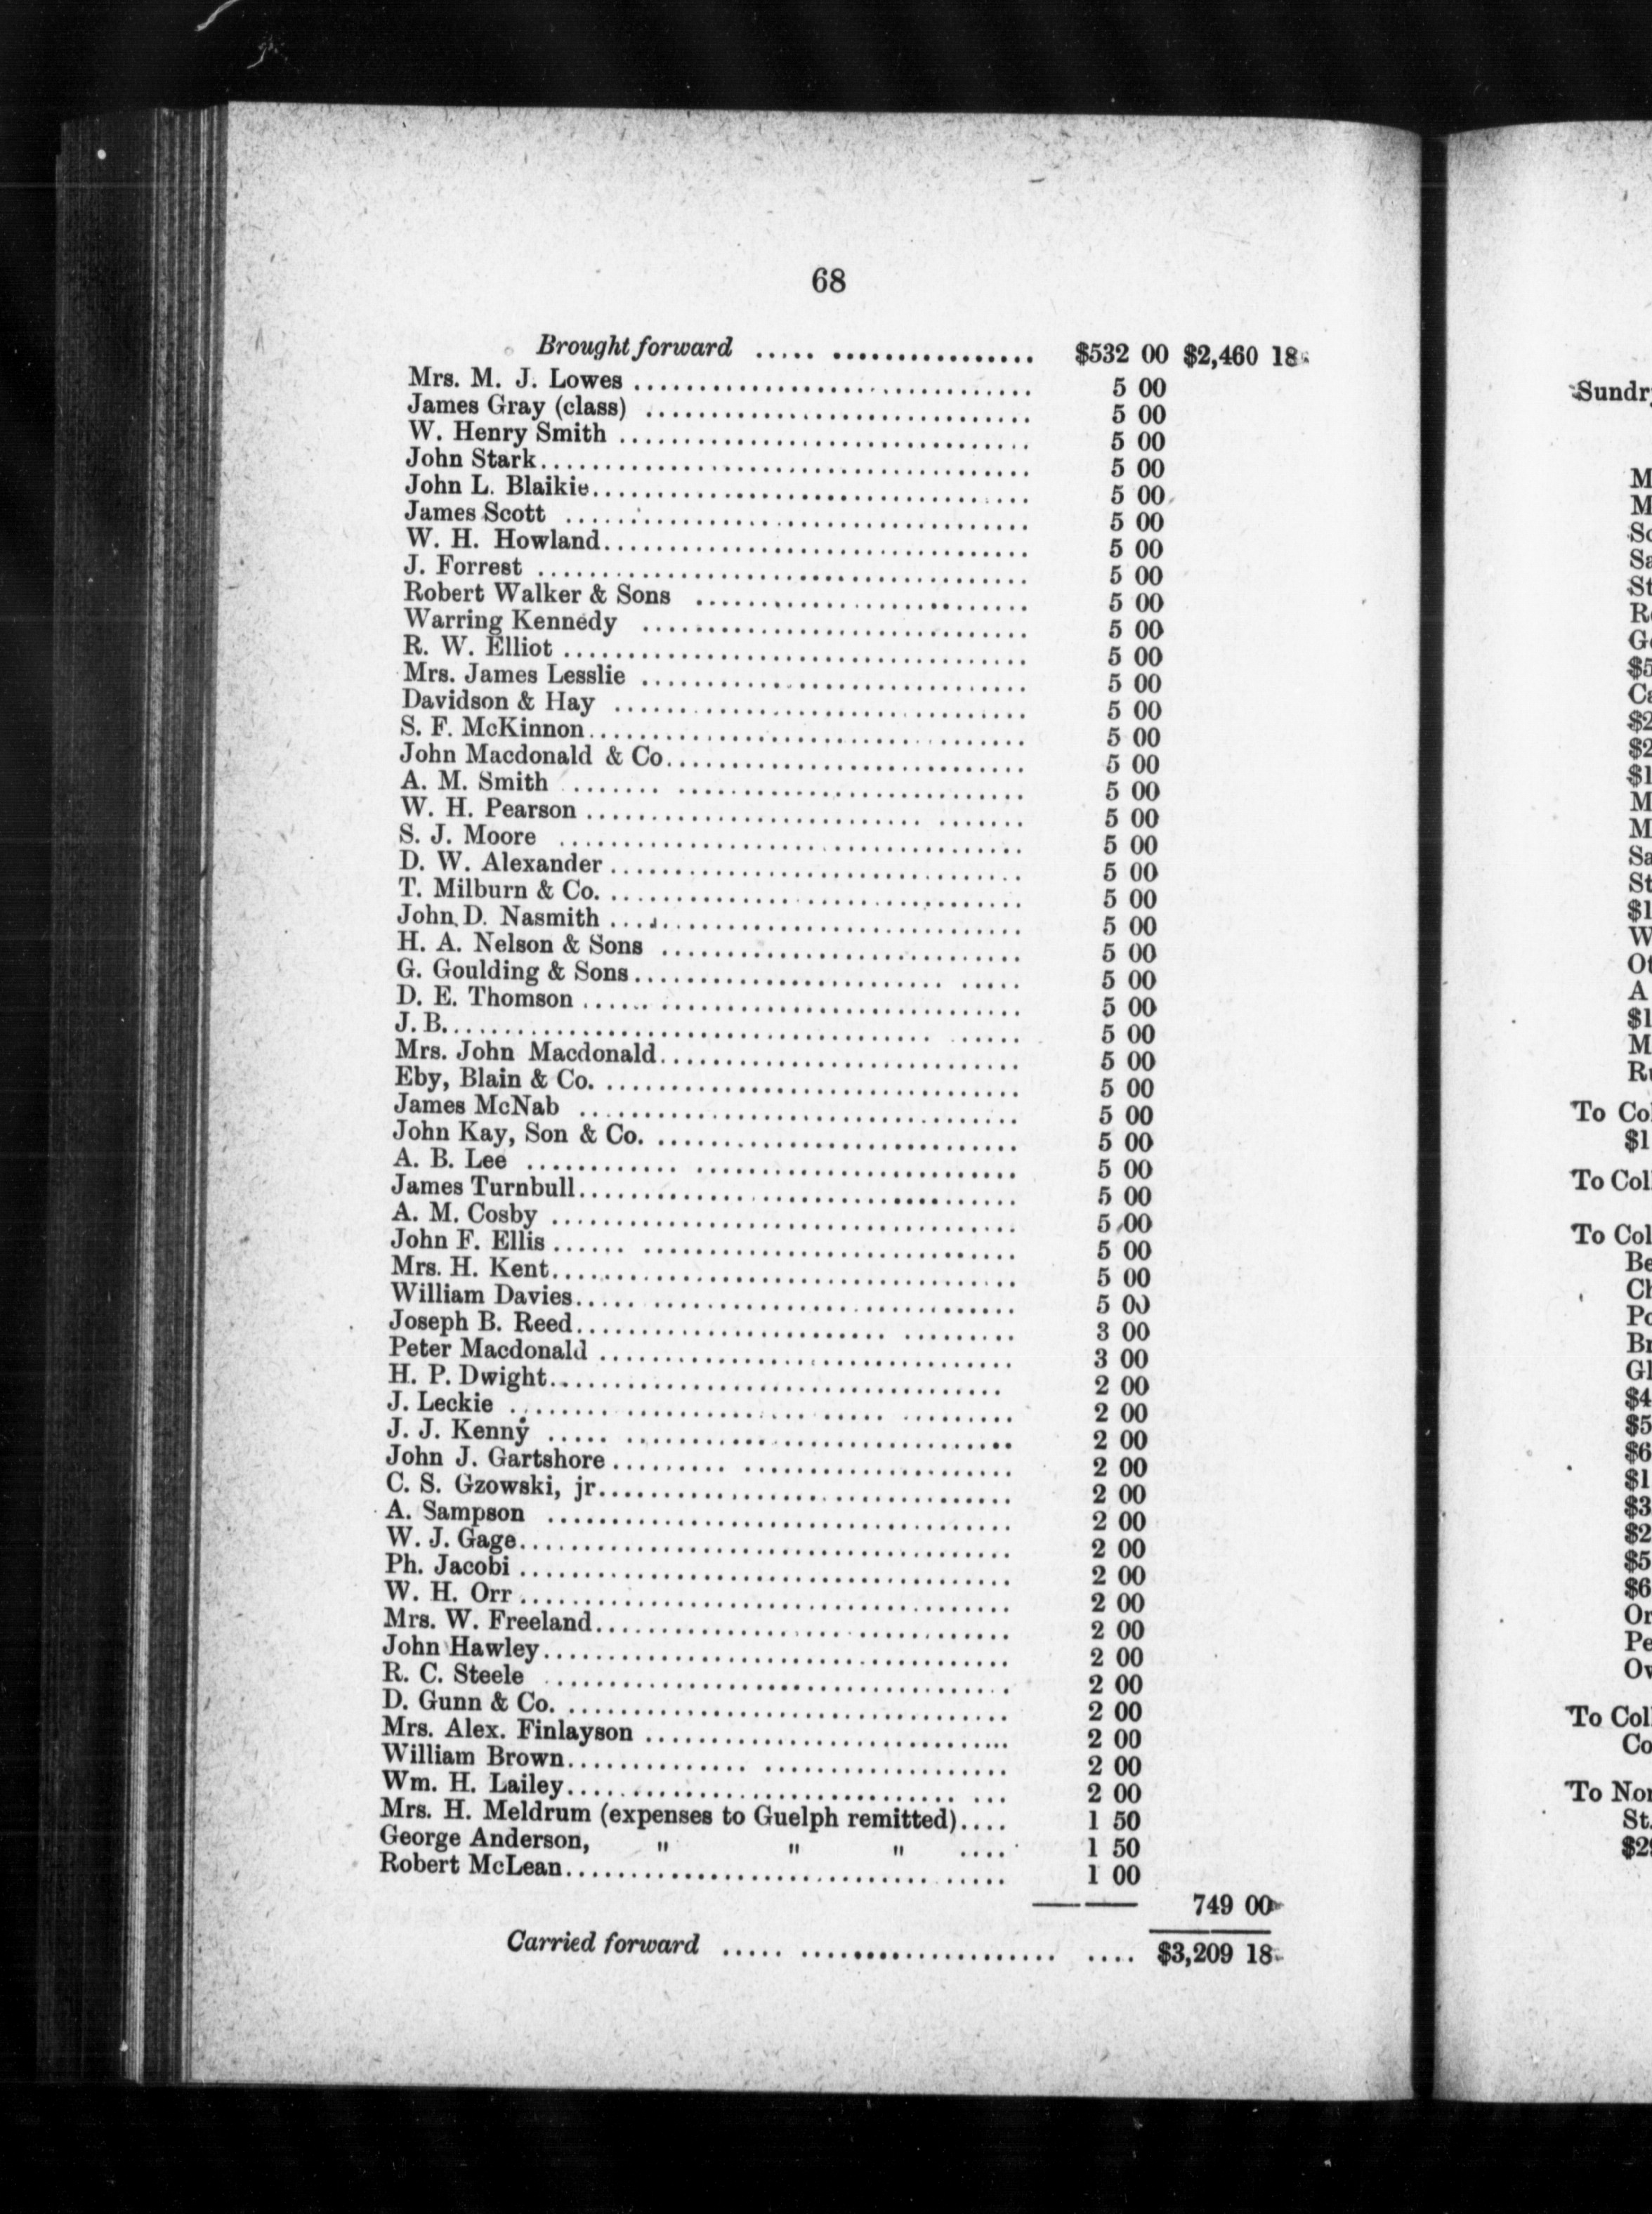 68
Brought forward ..... ................ $532 00 $2,460 18
Mrs. M. J. Lowes ................................ 5 00
James Gray (class) ................................ 5 00
W. Henry Smith ................................ 5 00
John Stark................................ 5 00
John L. Blaikie................................ 5 00
James Scott ................................ 5 00
W. H. Howland................................ 5 00
J. Forrest ................................ 5 00
Robert Walker & Sons ................................ 5 00
Warring Kennedy ................................ 5 00
R. W. Elliot ................................ 5 00
Mrs. James Lesslie ................................ 5 00
Davidson & Hay ................................ 5 00
S. F. McKinnon................................ 5 00
John Macdonald & Co................................ 5 00
A. M. Smith ................................ 5 00
W. H. Pearson ................................ 5 00
S. J. Moore ................................ 5 00
D. W. Alexander ................................ 5 00
T. Milburn & Co. ................................ 5 00
John D. Nasmith ................................ 5 00
H. A. Nelson & Sons ................................ 5 00
G. Goulding & Sons................................ 5 00
D. E. Thomson ................................ 5 00
J. B................................. 5 00
Mrs. John Macdonald................................ 5 00
Eby, Blain & Co. ................................ 5 00
James McNab ................................ 5 00
John Kay, Son & Co. ................................ 5 00
A. B. Lee ................................ 5 00
James Turnbull................................ 5 00
A. M. Cosby ................................ 5 00
John F. Ellis ................................ 5 00
Mrs. H. Kent................................ 5 00
William Davies................................ 5 00
Joseph B. Reed................................ 3 00
Peter Macdonald ................................ 3 00
H. P. Dwight................................ 2 00
J. Leckie ................................ 2 00
J. J. Kenny ................................ 2 00
John J. Gartshore ................................ 2 00
C. S. Gzowski, jr................................ 2 00
A. Sampson ................................ 2 00
W. J. Gage................................ 2 00
Ph. Jacobi ................................ 2 00
W. H. Orr ................................ 2 00
Mrs. W. Freeland................................ 2 00
John Hawley ................................ 2 00
R. C. Steele ................................ 2 00
D. Gunn & Co. ................................ 2 00
Mrs. Alex. Finlayson ................................ 2 00
William Brown................................ 2 00
Wm. H. Lailey................................ 2 00
Mrs. H. Meldrum (expenses to Guelph remitted).... 1 50
George Anderson, " " " .... 1 50
Robert McLean................................ 1 00
749 00
Carried forward ..... .................... .... $3,209 18
To
To
To
To
To